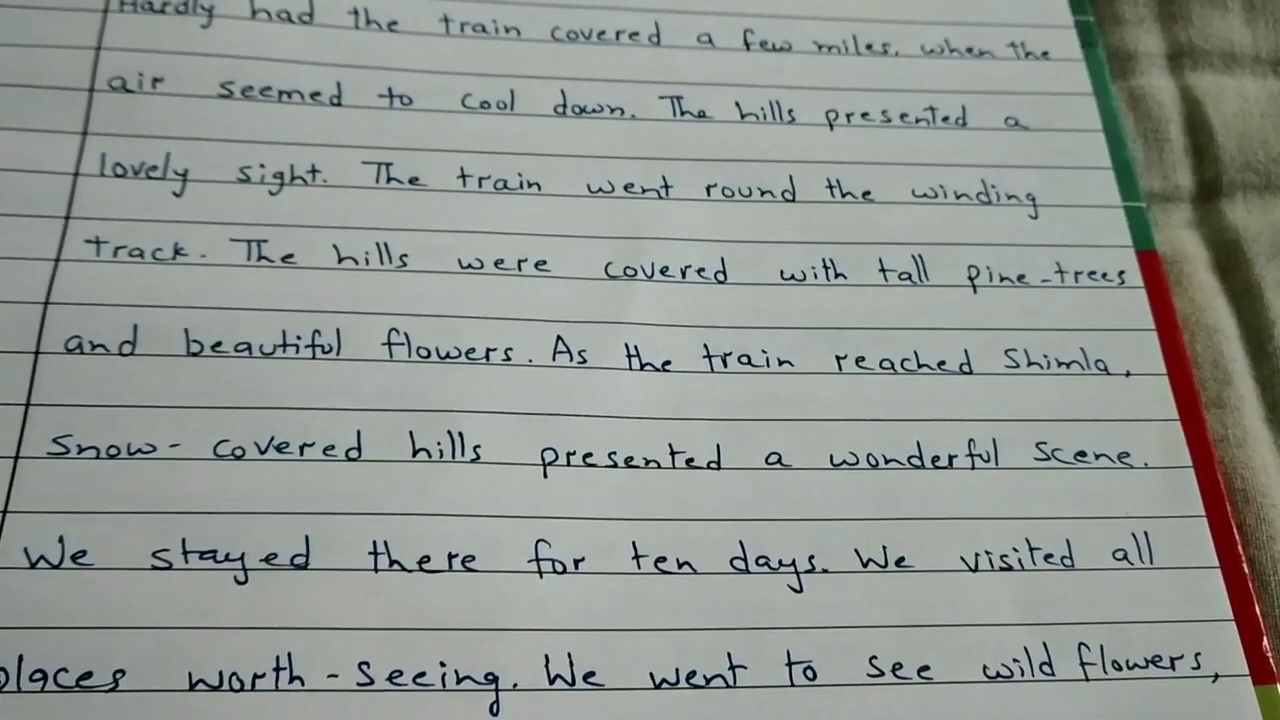 Hardly had the train covered a few miles, when the
air seemed to cool down. The hills presented a
lovely sight. The train went round the winding
track. The hills were covered with tall pine-trees
and beautiful flowers. As the train reached Shimla,
Snow-covered hills presented a wonderful scene.
We stayed there for ten days. We visited all
places worth-seeing. We went to see wild flowers,